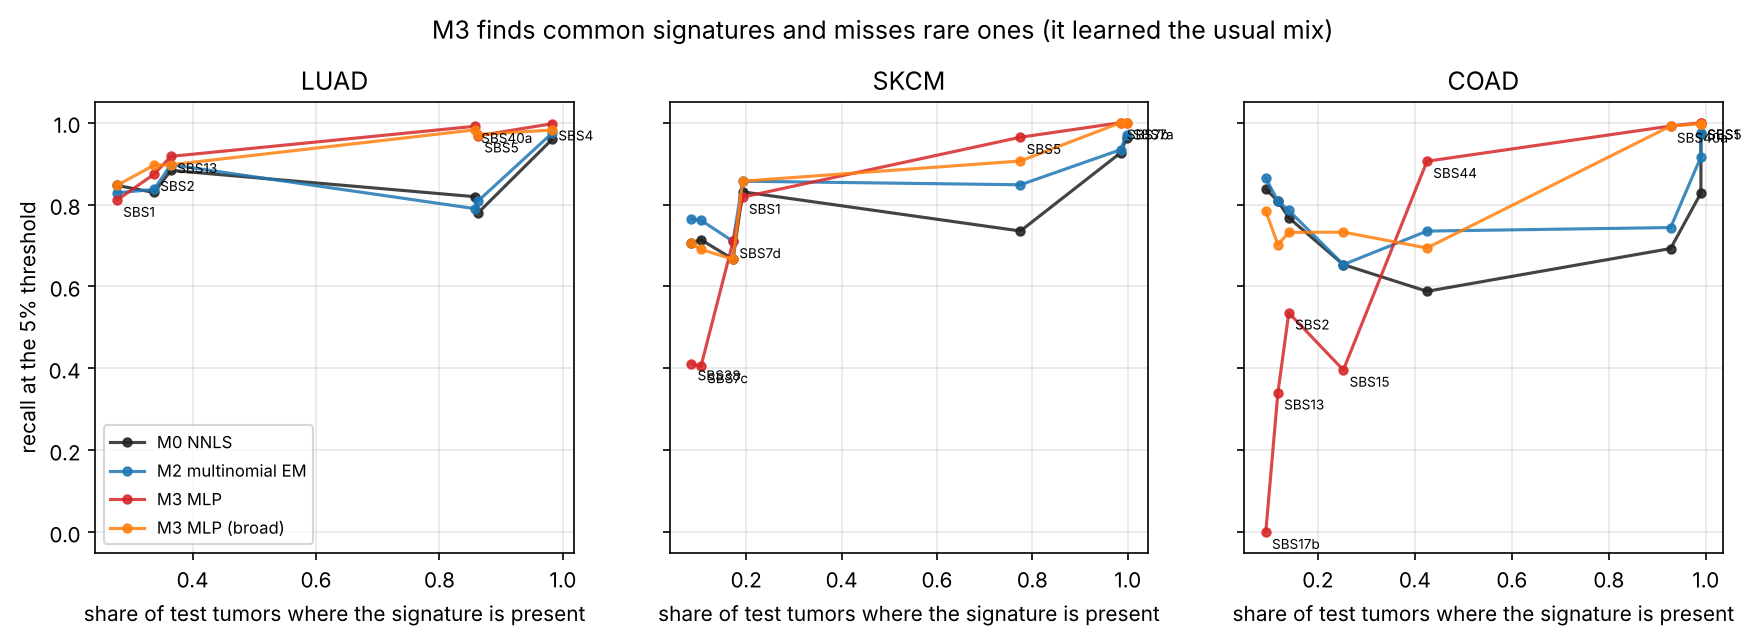 M3 finds common signatures and misses rare ones (it learned the usual mix)
LUAD
SKCM
COAD
recall at the 5% threshold
1.0
0.8
0.6
0.4
0.2
0.0
SBS40a
SBS5
SBS4
SBS13
SBS2
SBS1
M0 NNLS
M2 multinomial EM
M3 MLP
M3 MLP (broad)
0.4
0.6
0.8
1.0
share of test tumors where the signature is present
SBS5
SBS1
SBS7d
SBS7c
0.2
0.4
0.6
0.8
1.0
share of test tumors where the signature is present
SBS44
SBS2
SBS15
SBS13
SBS17b
0.2
0.4
0.6
0.8
1.0
share of test tumors where the signature is present